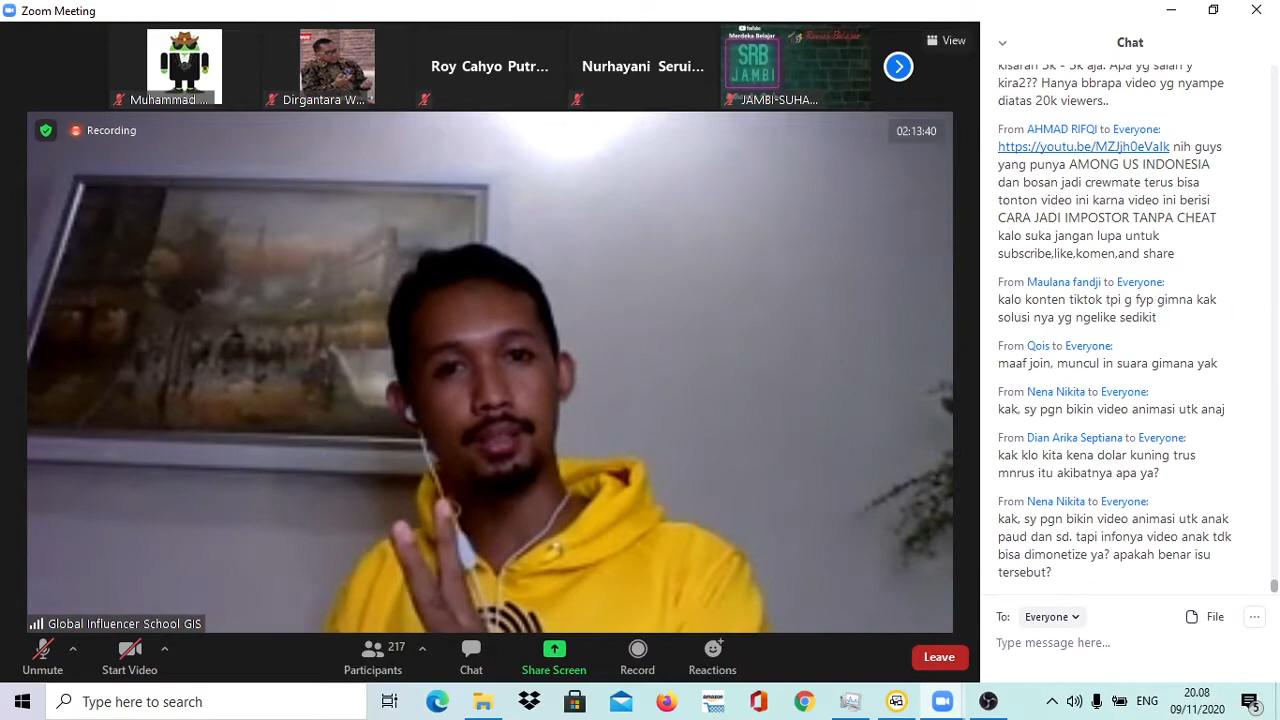 Zoom Meeting
Muhammad ...
Dirgantara W...
Roy Cahyo Putr...
Nurhayani Serui...
YouTube
Merdeka Belajar
Rumah Belajar
SRB
JAMBI
JAMBI-SUHA...
View
Recording
02:13:40
Global Influencer School GIS
Chat
kisaran 3K - 5K aja. Apa yg salah y
kira2??? Hanya bbrapa video yg nyampe
diatas 20k viewers..
From AHMAD RIFQI to Everyone:
https://youtu.be/MZJjh0eVaIk nih guys
yang punya AMONG US INDONESIA
dan bosan jadi crewmate terus bisa
tonton video ini karna video ini berisi
CARA JADI IMPOSTOR TANPA CHEAT
kalo suka jangan lupa untuk
subscribe,like,komen,and share
From Maulana fandji to Everyone:
kalo konten tiktok tpi g fyp gimna kak
solusi nya yg ngelike sedikit
From Qois to Everyone:
maaf join, muncul in suara gimana yak
From Nena Nikita to Everyone:
kak, sy pgn bikin video animasi utk anaj
From Dian Arika Septiana to Everyone:
kak klo kita kena dolar kuning trus
mnrus itu akibatnya apa ya?
From Nena Nikita to Everyone:
kak, sy pgn bikin video animasi utk anak
paud dan sd. tapi infonya video anak tdk
bisa dimonetize ya? apakah benar isu
tersebut?
To: Everyone
File
Type message here...
Unmute
Start Video
217
Participants
Chat
Share Screen
Record
Reactions
Leave
Type here to search
amazon
ENG
20.08
09/11/2020
5